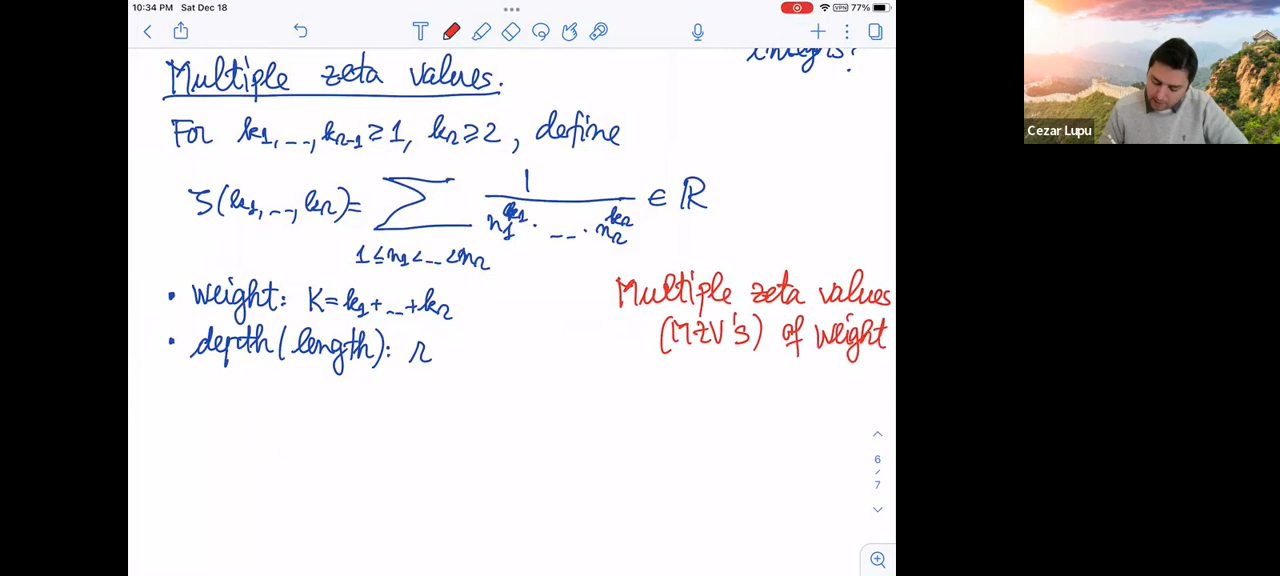 10:34 PM Sat Dec 18
VPN 77%
integers?
Multiple zeta values.
For k₁, ..., kᵣ₋₁ ≥ 1, kᵣ ≥ 2, define
ζ(k₁, ..., kᵣ) = ∑ 1 / n₁^k₁ · ... · nᵣ^kᵣ ∈ ℝ
1 ≤ n₁ < ... < nᵣ
• weight: K = k₁ + ... + kᵣ
• depth (length): r
Multiple zeta values
(MZV's) of weight
6
/
7
Cezar Lupu